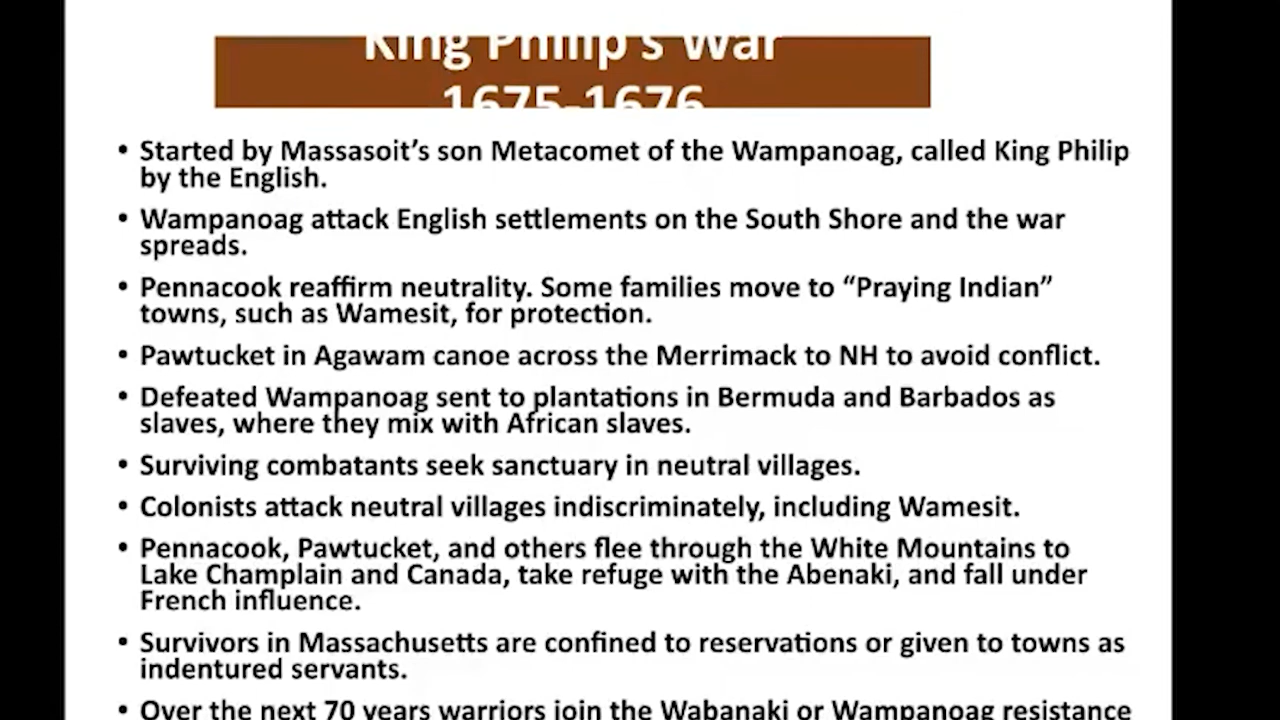 King Philip's War
1675-1676
• Started by Massasoit's son Metacomet of the Wampanoag, called King Philip
by the English.
• Wampanoag attack English settlements on the South Shore and the war
spreads.
• Pennacook reaffirm neutrality. Some families move to “Praying Indian”
towns, such as Wamesit, for protection.
• Pawtucket in Agawam canoe across the Merrimack to NH to avoid conflict.
• Defeated Wampanoag sent to plantations in Bermuda and Barbados as
slaves, where they mix with African slaves.
• Surviving combatants seek sanctuary in neutral villages.
• Colonists attack neutral villages indiscriminately, including Wamesit.
• Pennacook, Pawtucket, and others flee through the White Mountains to
Lake Champlain and Canada, take refuge with the Abenaki, and fall under
French influence.
• Survivors in Massachusetts are confined to reservations or given to towns as
indentured servants.
• Over the next 70 years warriors join the Wabanaki or Wampanoag resistance